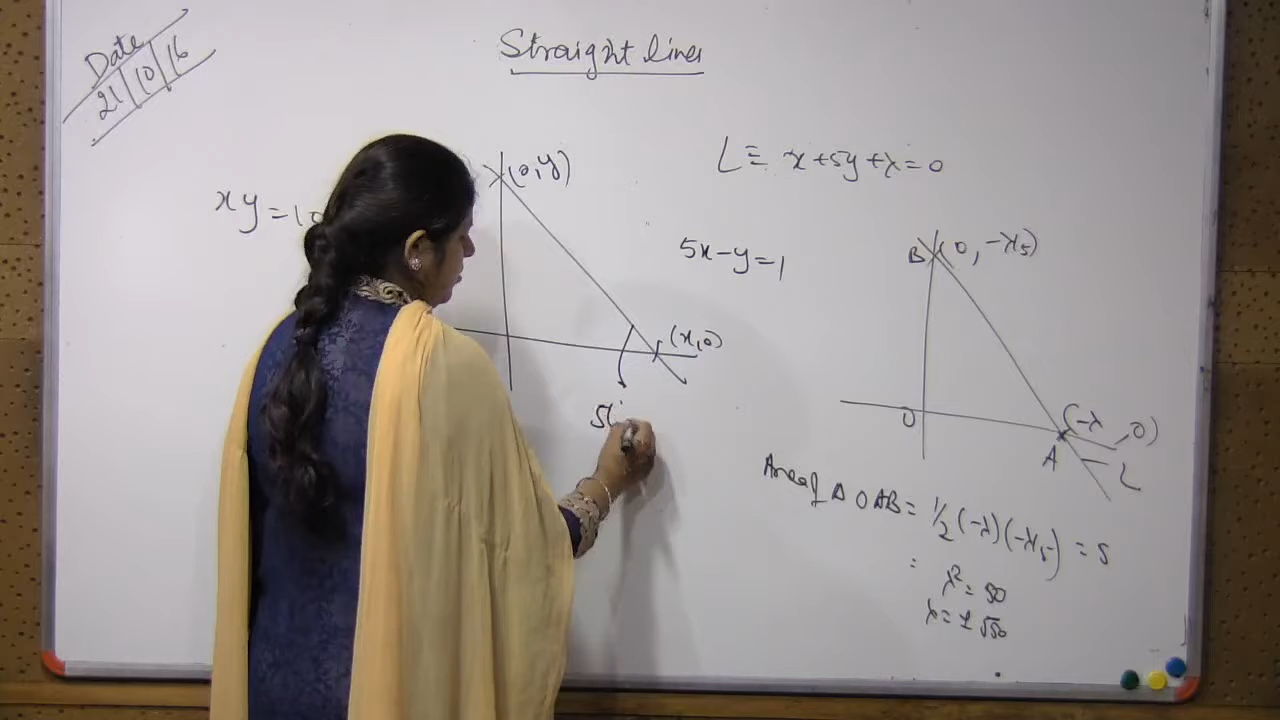 Date
21/10/16
Straight lines
L ≡ x+5y+λ=0
xy=10
(0,y)
5x-y=1
(x,0)
B (0, -λ/5)
O
(-λ, 0)
A
L
Area of Δ OAB = 1/2 (-λ)(-λ/5) = 5
=
λ² = 50
λ = ±√50